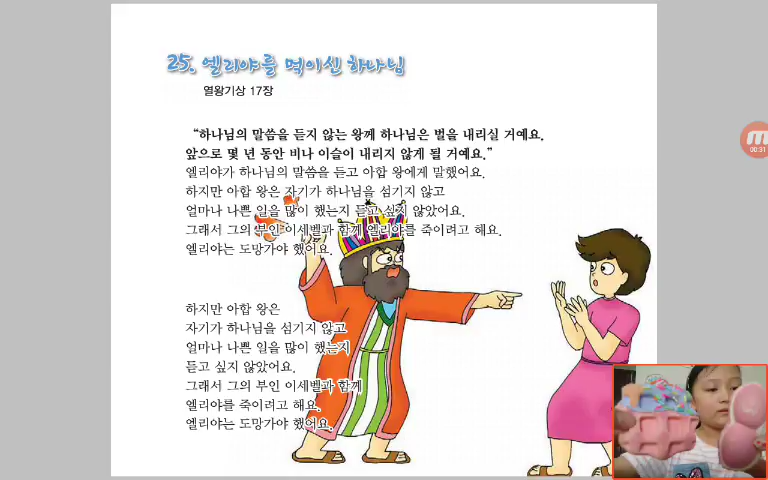 25. 엘리야를 먹이신 하나님
열왕기상 17장
“하나님의 말씀을 듣지 않는 왕께 하나님은 벌을 내리실 거예요.
앞으로 몇 년 동안 비나 이슬이 내리지 않게 될 거예요.”
엘리야가 하나님의 말씀을 듣고 아합 왕에게 말했어요.
하지만 아합 왕은 자기가 하나님을 섬기지 않고
얼마나 나쁜 일을 많이 했는지 듣고 싶지 않았어요.
그래서 그의 부인 이세벨과 함께 엘리야를 죽이려고 해요.
엘리야는 도망가야 했어요.
하지만 아합 왕은
자기가 하나님을 섬기지 않고
얼마나 나쁜 일을 많이 했는지
듣고 싶지 않았어요.
그래서 그의 부인 이세벨과 함께
엘리야를 죽이려고 해요.
엘리야는 도망가야 했어요.
00:31